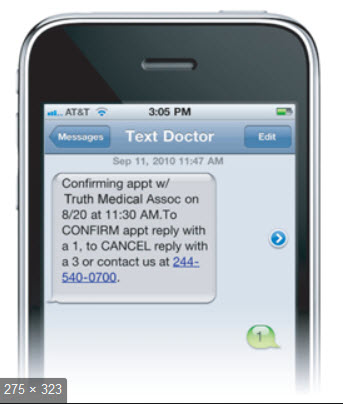 AT&T 3:05 PM
Messages Text Doctor Edit
Sep 11, 2010 11:47 AM
Confirming appt w/
Truth Medical Assoc on
8/20 at 11:30 AM.To
CONFIRM appt reply with
a 1, to CANCEL reply with
a 3 or contact us at 244-
540-0700.
1
275 × 323